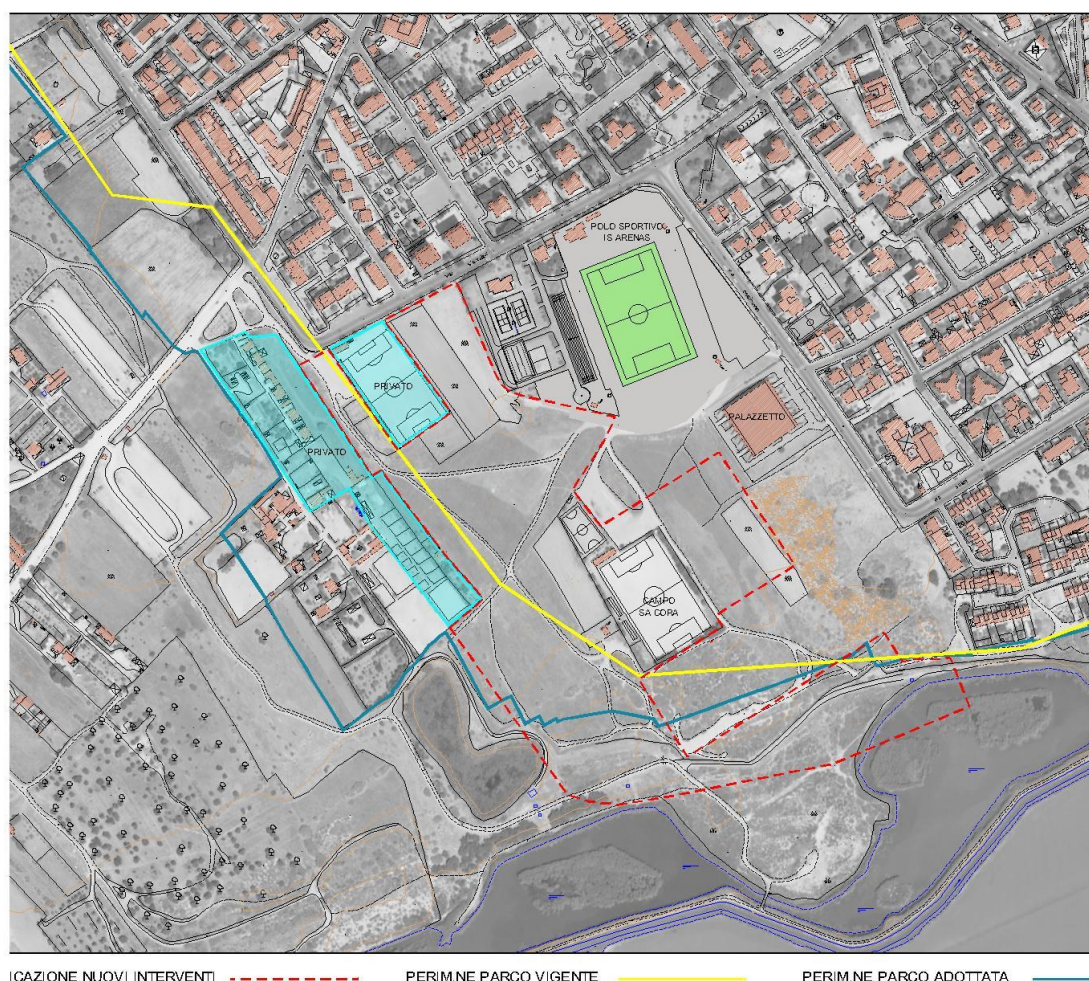 POLO SPORTIVO
IS ARENAS
PRIVATO
PALAZZETTO
PRIVATO
CAMPO
SA CORA
ICAZIONE NUOVI INTERVENTI
PERIM.NE PARCO VIGENTE
PERIM.NE PARCO ADOTTATA